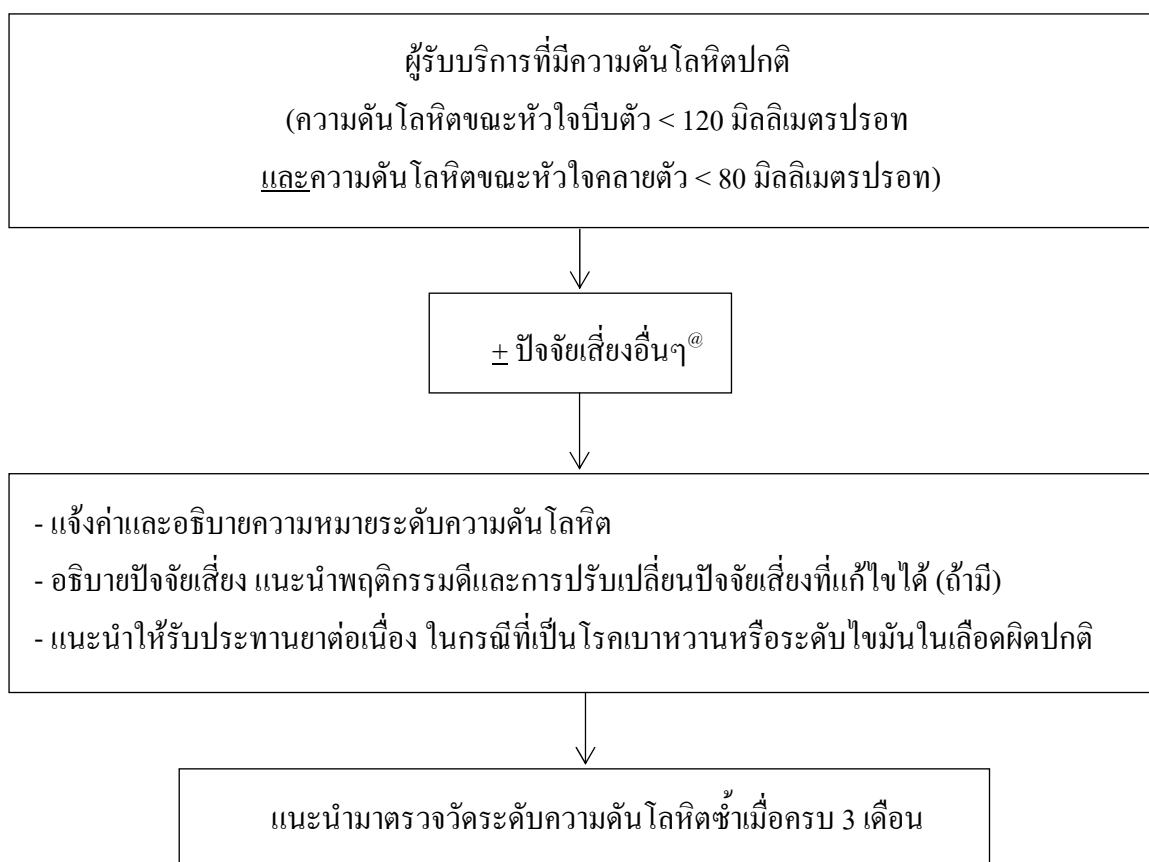 ผู้รับบริการที่มีความดันโลหิตปกติ
(ความดันโลหิตขณะหัวใจบีบตัว < 120 มิลลิเมตรปรอท
และความดันโลหิตขณะหัวใจคลายตัว < 80 มิลลิเมตรปรอท)
± ปัจจัยเสี่ยงอื่นๆ@
- แจ้งค่าและอธิบายความหมายระดับความดันโลหิต
- อธิบายปัจจัยเสี่ยง แนะนำพฤติกรรมดีและการปรับเปลี่ยนปัจจัยเสี่ยงที่แก้ไขได้ (ถ้ามี)
- แนะนำให้รับประทานยาต่อเนื่อง ในกรณีที่เป็นโรคเบาหวานหรือระดับไขมันในเลือดผิดปกติ
แนะนำมาตรวจวัดระดับความดันโลหิตซ้ำเมื่อครบ 3 เดือน